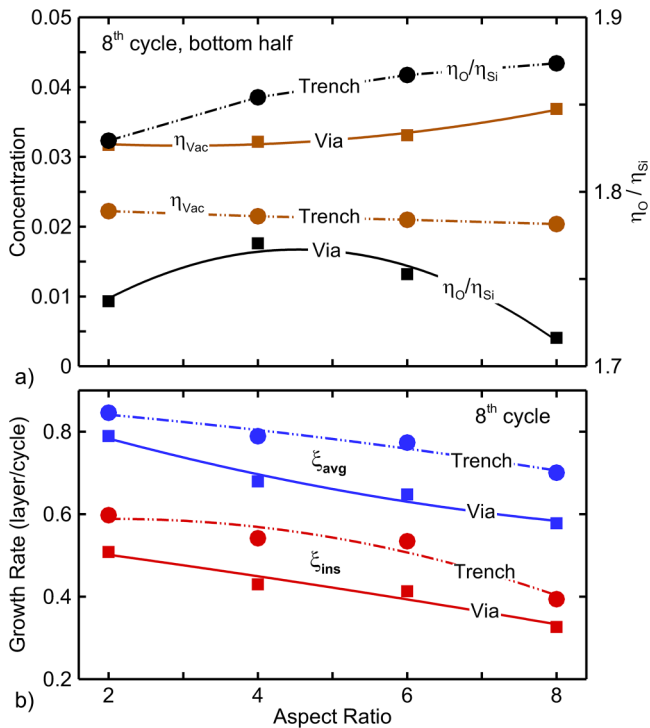 8th cycle, bottom half
0.05
0.04
0.03
0.02
0.01
0
Concentration
1.9
1.8
1.7
ηO / ηSi
Trench
ηO/ηSi
ηVac
Via
ηVac
Trench
Via
ηO/ηSi
a)
8th cycle
0.8
0.6
0.4
0.2
Growth Rate (layer/cycle)
Trench
ξavg
Via
Trench
ξins
Via
2
4
6
8
Aspect Ratio
b)